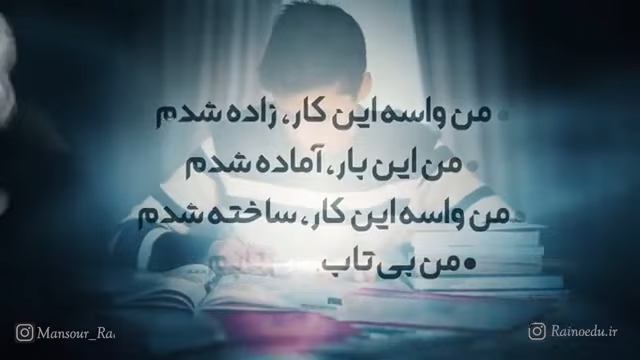 • من واسه این کار، زاده شدم
• من این بار، آماده شدم
• من واسه این کار، ساخته شدم
• من بی تاب
Mansour_Ra
Rainoedu.ir